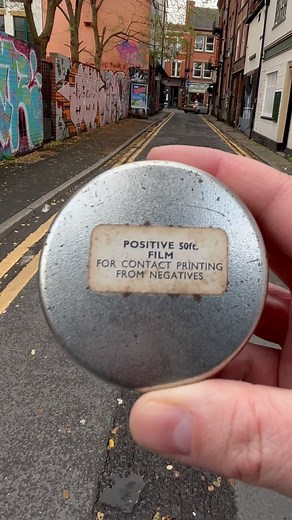 POSITIVE 50ft.
FILM
FOR CONTACT PRINTING
FROM NEGATIVES